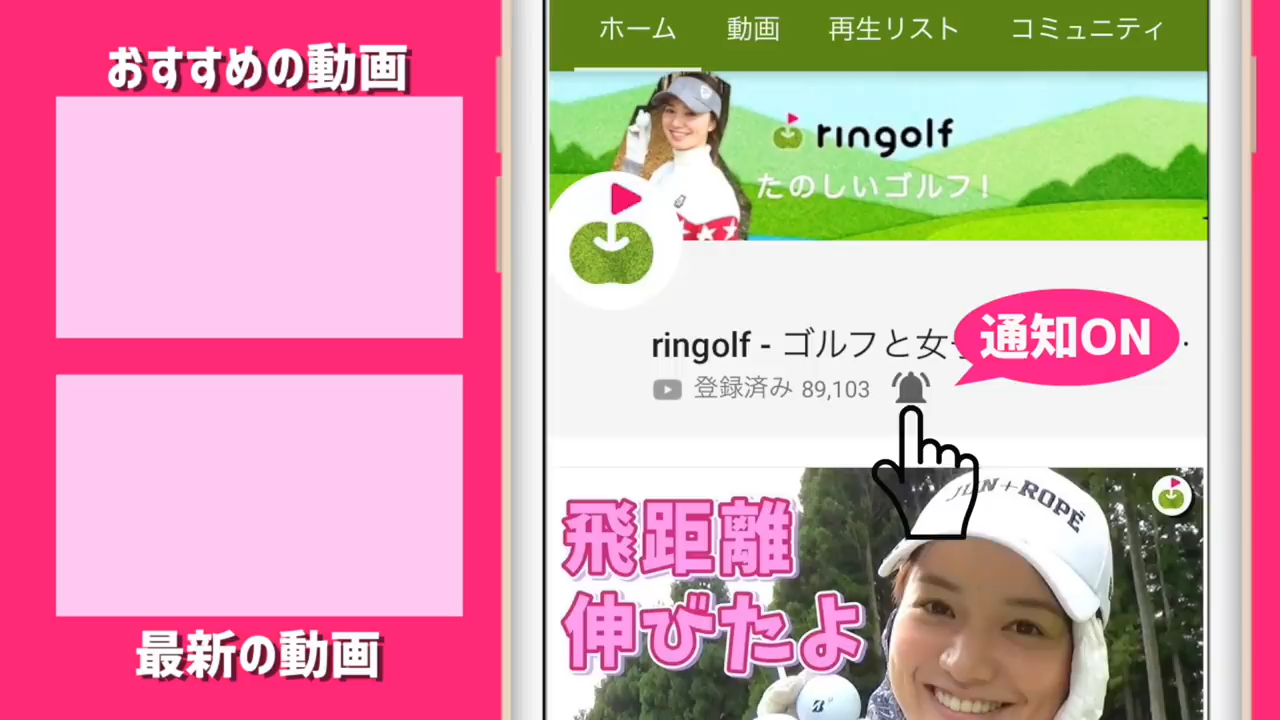 おすすめの動画
最新の動画
ホーム 動画 再生リスト コミュニティ
ringolf
たのしいゴルフ!
ringolf - ゴルフと女
通知ON
登録済み 89,103
JUN+ROPÉ
飛距離
伸びたよ
B